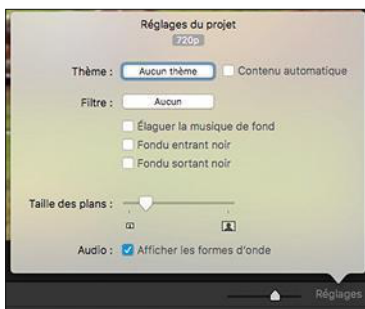 Réglages du projet
720p
Thème : Aucun thème Contenu automatique
Filtre : Aucun
Élaguer la musique de fond
Fondu entrant noir
Fondu sortant noir
Taille des plans :
Audio : Afficher les formes d'onde
Réglages